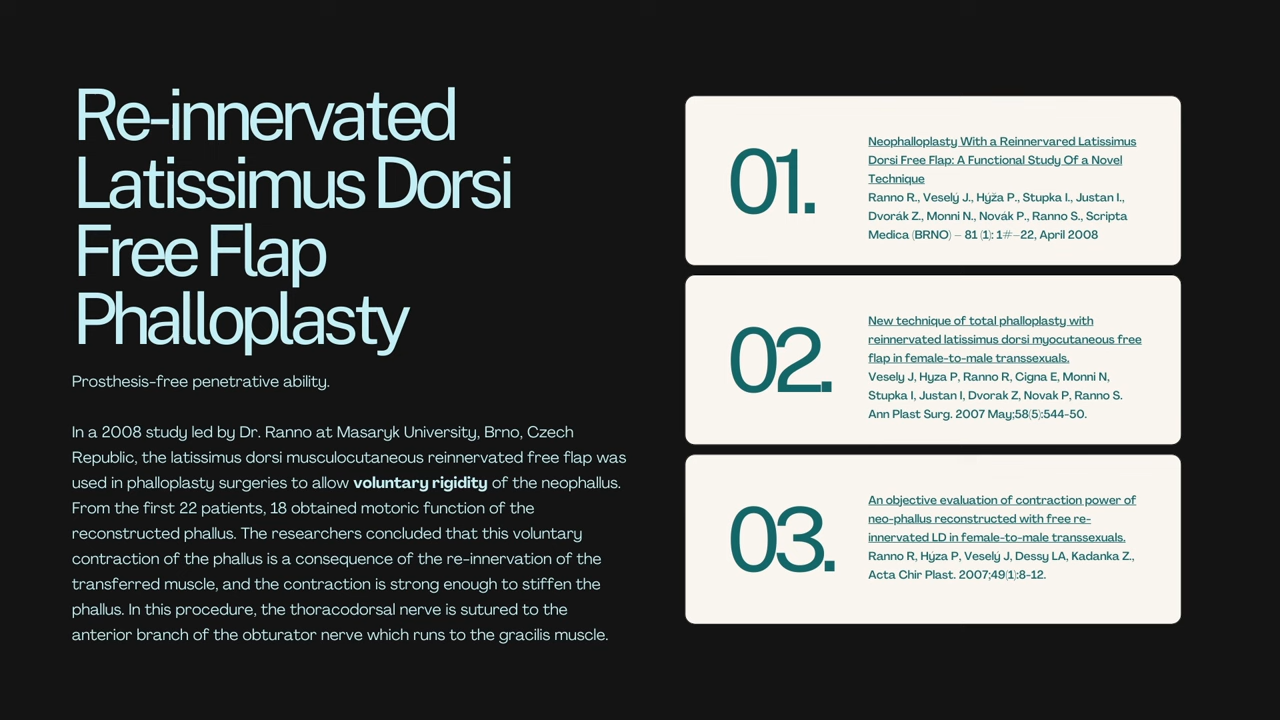 Re-innervated
Latissimus Dorsi
Free Flap
Phalloplasty
Prosthesis-free penetrative ability.
In a 2008 study led by Dr. Ranno at Masaryk University, Brno, Czech
Republic, the latissimus dorsi musculocutaneous reinnervated free flap was
used in phalloplasty surgeries to allow voluntary rigidity of the neophallus.
From the first 22 patients, 18 obtained motoric function of the
reconstructed phallus. The researchers concluded that this voluntary
contraction of the phallus is a consequence of the re-innervation of the
transferred muscle, and the contraction is strong enough to stiffen the
phallus. In this procedure, the thoracodorsal nerve is sutured to the
anterior branch of the obturator nerve which runs to the gracilis muscle.
01.
Neophalloplasty With a Reinnervared Latissimus
Dorsi Free Flap: A Functional Study Of a Novel
Technique
Ranno R., Veselý J., Hýža P., Stupka I., Justan I.,
Dvorák Z., Monni N., Novák P., Ranno S., Scripta
Medica (BRNO) – 81 (1): 1#–22, April 2008
02.
New technique of total phalloplasty with
reinnervated latissimus dorsi myocutaneous free
flap in female-to-male transsexuals.
Vesely J, Hyza P, Ranno R, Cigna E, Monni N,
Stupka I, Justan I, Dvorak Z, Novak P, Ranno S.
Ann Plast Surg. 2007 May;58(5):544-50.
03.
An objective evaluation of contraction power of
neo-phallus reconstructed with free re-
innervated LD in female-to-male transsexuals.
Ranno R, Hýza P, Veselý J, Dessy LA, Kadanka Z.,
Acta Chir Plast. 2007;49(1):8-12.